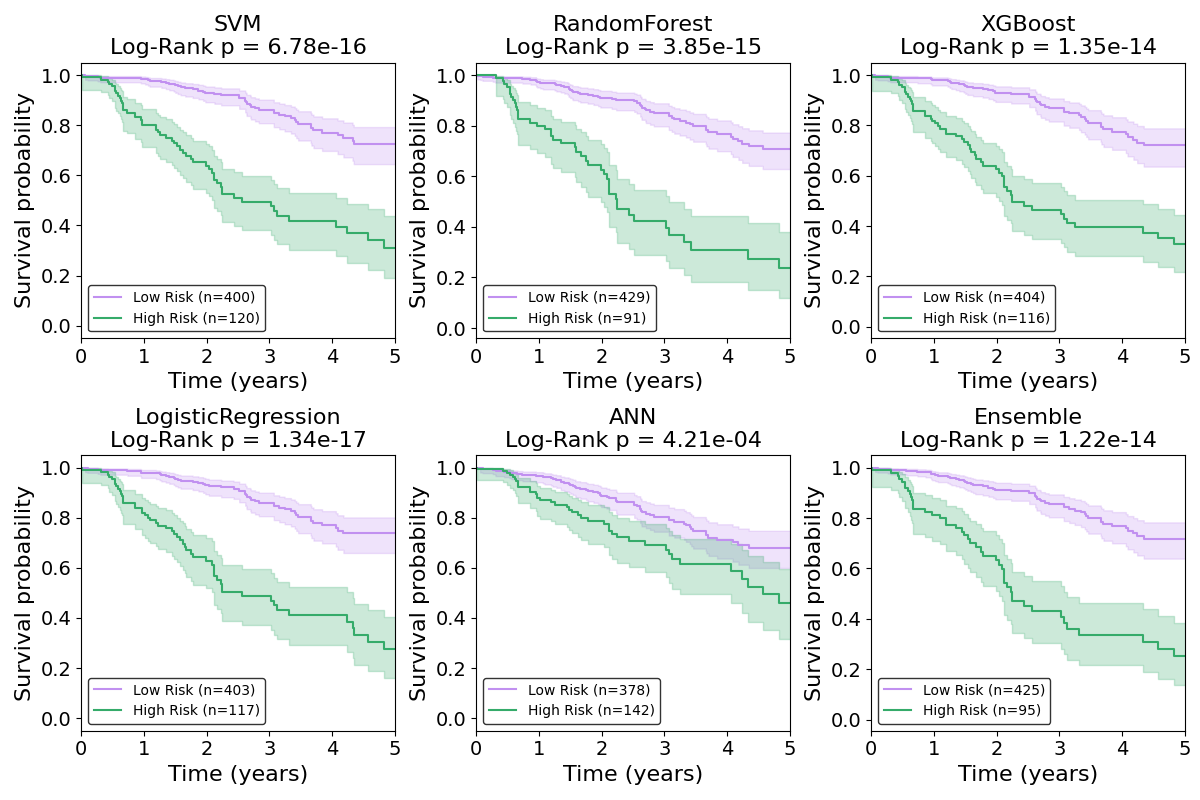 SVM
Log-Rank p = 6.78e-16
Survival probability
1.0
0.8
0.6
0.4
0.2
0.0
Low Risk (n=400)
High Risk (n=120)
0 1 2 3 4 5
Time (years)
RandomForest
Log-Rank p = 3.85e-15
Survival probability
1.0
0.8
0.6
0.4
0.2
0.0
Low Risk (n=429)
High Risk (n=91)
0 1 2 3 4 5
Time (years)
XGBoost
Log-Rank p = 1.35e-14
Survival probability
1.0
0.8
0.6
0.4
0.2
0.0
Low Risk (n=404)
High Risk (n=116)
0 1 2 3 4 5
Time (years)
LogisticRegression
Log-Rank p = 1.34e-17
Survival probability
1.0
0.8
0.6
0.4
0.2
0.0
Low Risk (n=403)
High Risk (n=117)
0 1 2 3 4 5
Time (years)
ANN
Log-Rank p = 4.21e-04
Survival probability
1.0
0.8
0.6
0.4
0.2
0.0
Low Risk (n=378)
High Risk (n=142)
0 1 2 3 4 5
Time (years)
Ensemble
Log-Rank p = 1.22e-14
Survival probability
1.0
0.8
0.6
0.4
0.2
0.0
Low Risk (n=425)
High Risk (n=95)
0 1 2 3 4 5
Time (years)